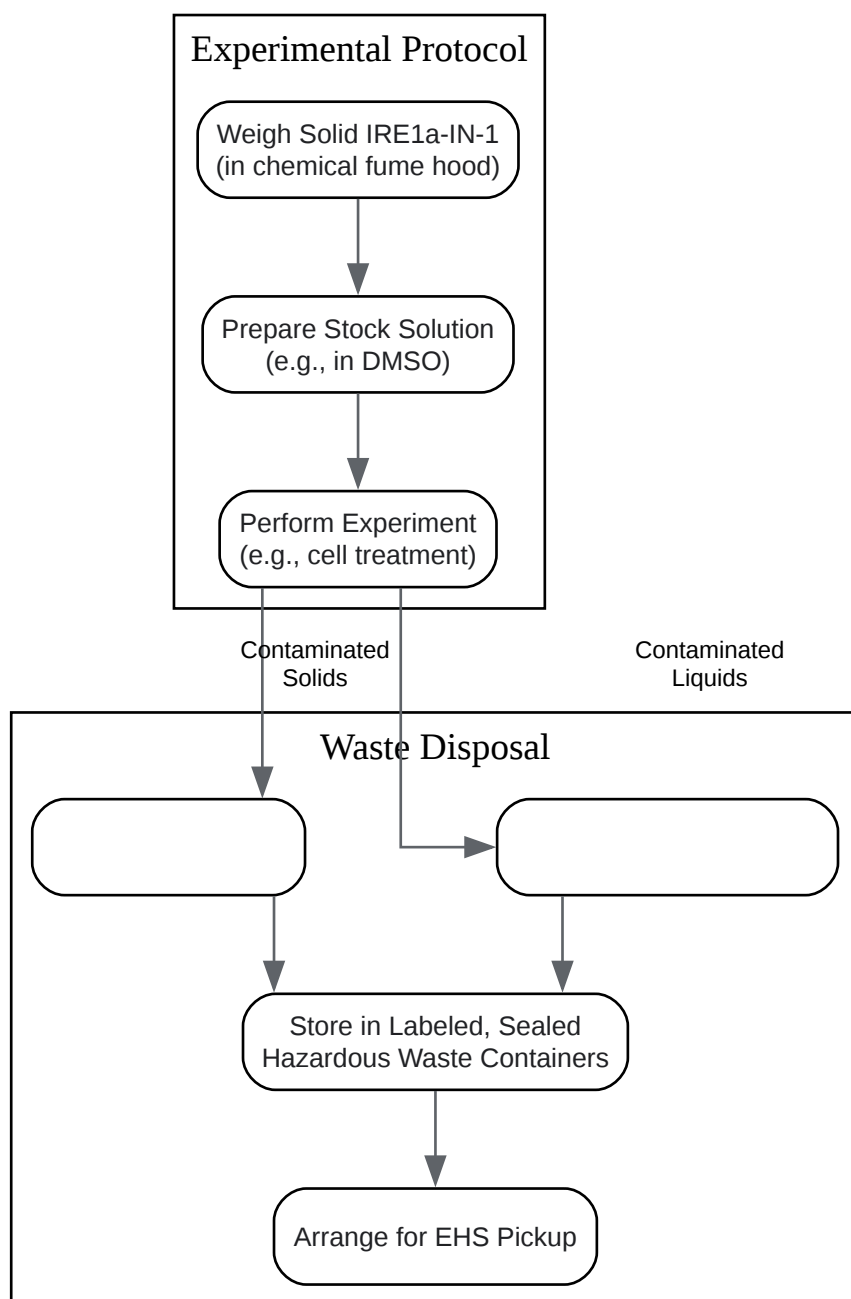 Experimental Protocol
Weigh Solid IRE1a-IN-1
(in chemical fume hood)
Prepare Stock Solution
(e.g., in DMSO)
Perform Experiment
(e.g., cell treatment)
Contaminated
Solids
Contaminated
Liquids
Waste Disposal
Store in Labeled, Sealed
Hazardous Waste Containers
Arrange for EHS Pickup